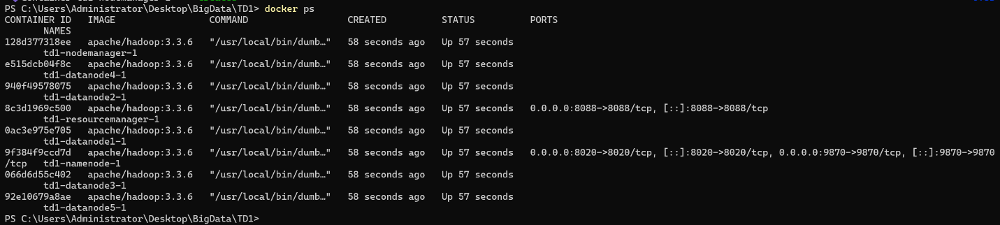 PS C:\Users\Administrator\Desktop\BigData\TD1> docker ps
CONTAINER ID   IMAGE                 COMMAND                  CREATED          STATUS          PORTS
       NAMES
128d377318ee   apache/hadoop:3.3.6   "/usr/local/bin/dumb…"   58 seconds ago   Up 57 seconds
       td1-nodemanager-1
e515dcb04f8c   apache/hadoop:3.3.6   "/usr/local/bin/dumb…"   58 seconds ago   Up 57 seconds
       td1-datanode4-1
940f49578075   apache/hadoop:3.3.6   "/usr/local/bin/dumb…"   58 seconds ago   Up 57 seconds
       td1-datanode2-1
8c3d1969c500   apache/hadoop:3.3.6   "/usr/local/bin/dumb…"   58 seconds ago   Up 57 seconds   0.0.0.0:8088->8088/tcp, [::]:8088->8088/tcp
       td1-resourcemanager-1
0ac3e975e705   apache/hadoop:3.3.6   "/usr/local/bin/dumb…"   58 seconds ago   Up 57 seconds
       td1-datanode1-1
9f384f9ccd7d   apache/hadoop:3.3.6   "/usr/local/bin/dumb…"   58 seconds ago   Up 57 seconds   0.0.0.0:8020->8020/tcp, [::]:8020->8020/tcp, 0.0.0.0:9870->9870/tcp, [::]:9870->9870
/tcp   td1-namenode-1
066d6d55c402   apache/hadoop:3.3.6   "/usr/local/bin/dumb…"   58 seconds ago   Up 57 seconds
       td1-datanode3-1
92e10679a8ae   apache/hadoop:3.3.6   "/usr/local/bin/dumb…"   58 seconds ago   Up 57 seconds
       td1-datanode5-1
PS C:\Users\Administrator\Desktop\BigData\TD1>